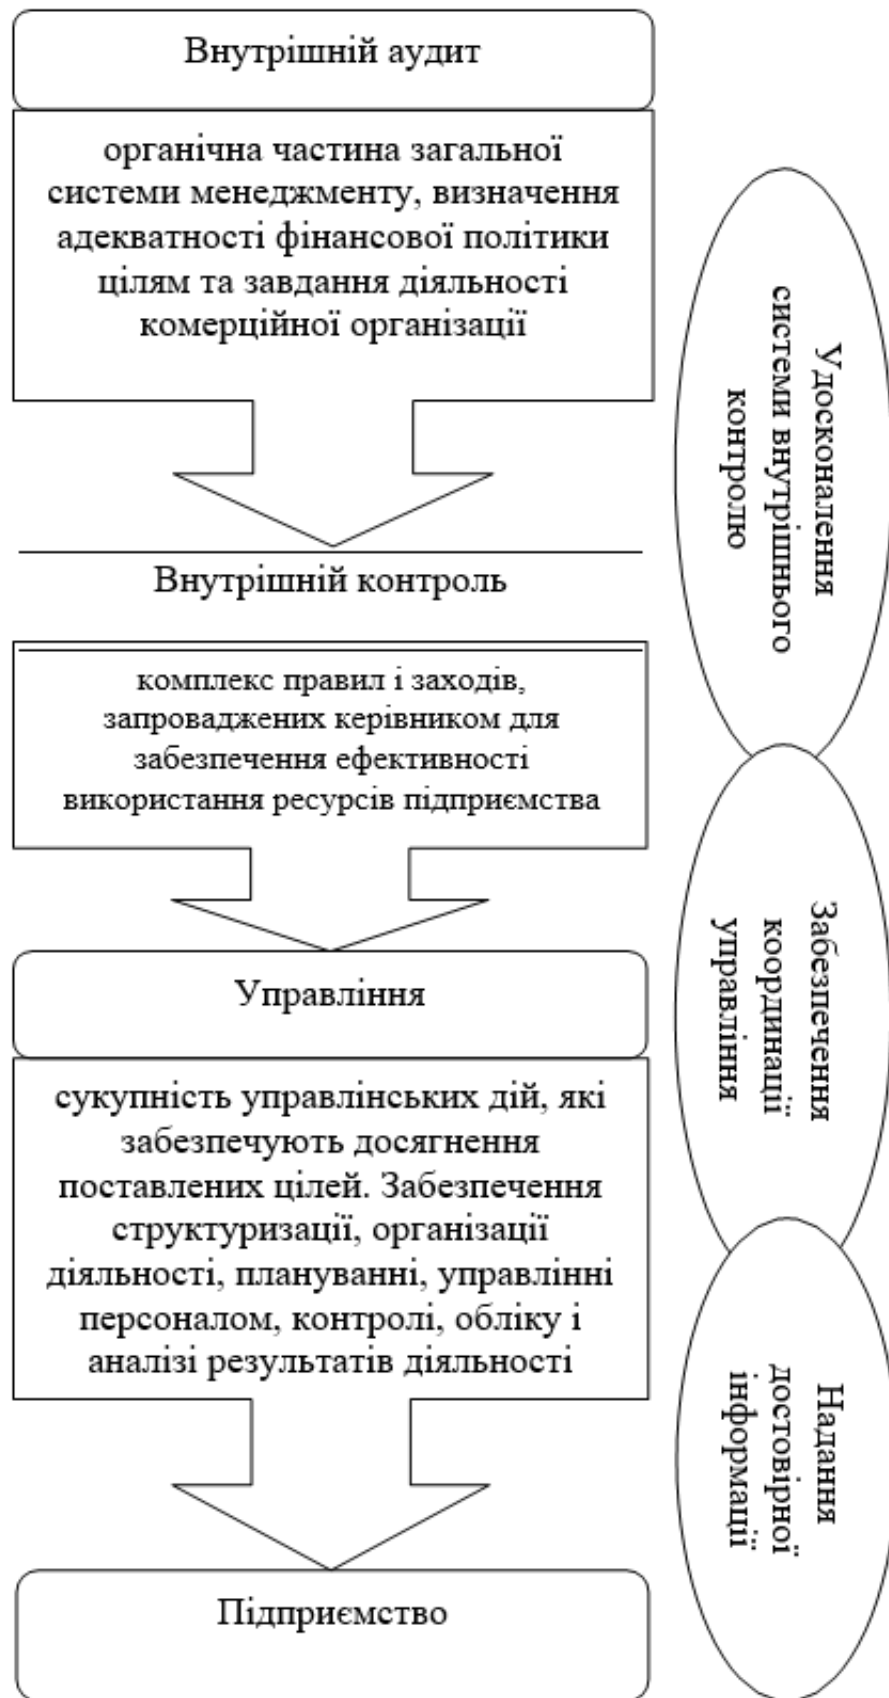 Внутрішній аудит
органічна частина загальної
системи менеджменту, визначення
адекватності фінансової політики
цілям та завдання діяльності
комерційної організації
Внутрішній контроль
комплекс правил і заходів,
запроваджених керівником для
забезпечення ефективності
використання ресурсів підприємства
Управління
сукупність управлінських дій, які
забезпечують досягнення
поставлених цілей. Забезпечення
структуризації, організації
діяльності, плануванні, управлінні
персоналом, контролі, обліку і
аналізі результатів діяльності
Підприємство
Удосконалення
системи внутрішнього
контролю
Забезпечення
координації
управління
Надання
достовірної
інформації